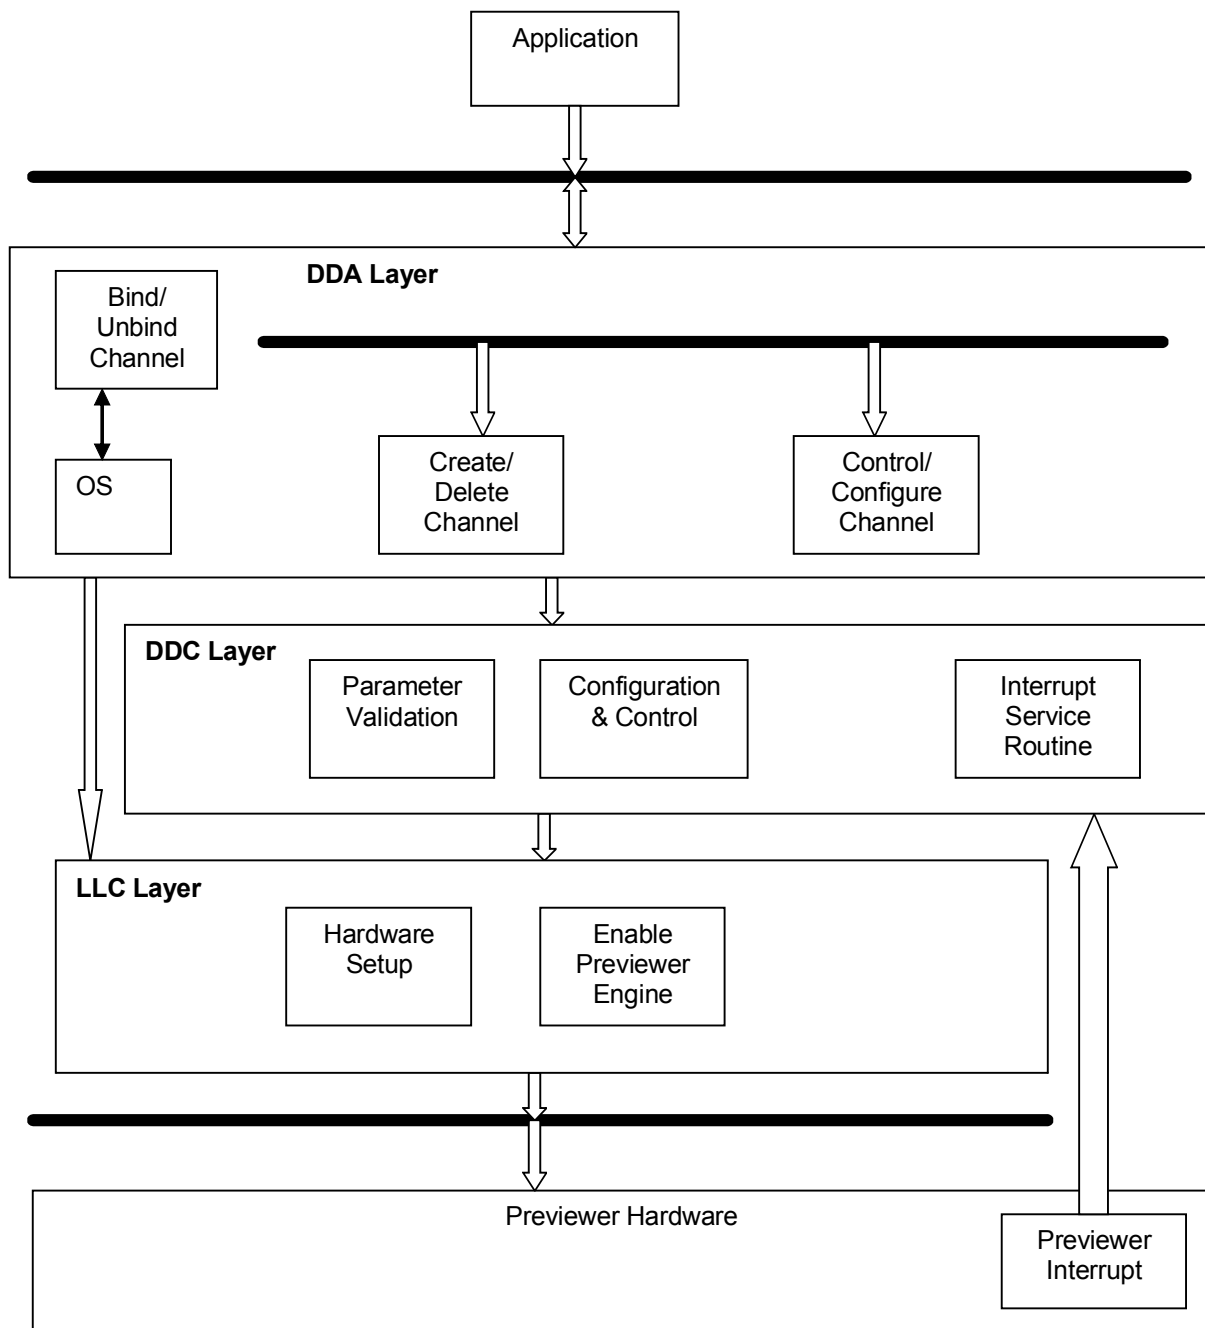 Application
DDA Layer
Bind/
Unbind
Channel
OS
Create/
Delete
Channel
Control/
Configure
Channel
DDC Layer
Parameter
Validation
Configuration
& Control
Interrupt
Service
Routine
LLC Layer
Hardware
Setup
Enable
Previewer
Engine
Previewer Hardware
Previewer
Interrupt